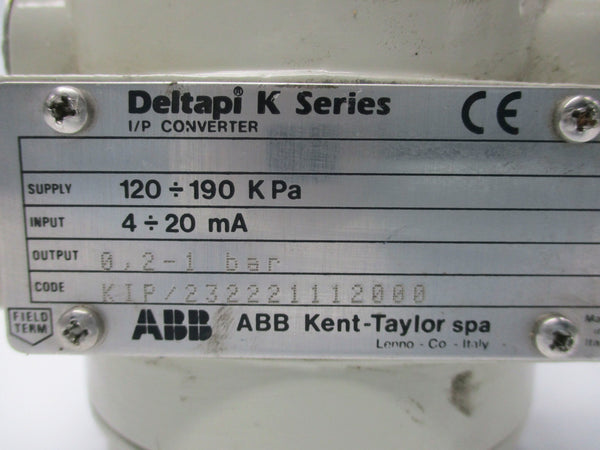 Deltapi® K Series
I/P CONVERTER
CE
SUPPLY 120 ÷ 190 K Pa
INPUT 4 ÷ 20 mA
OUTPUT 0,2-1 bar
CODE KIP/232221112000
FIELD
TERM
ABB ABB Kent-Taylor spa
Lenno - Co - Italy